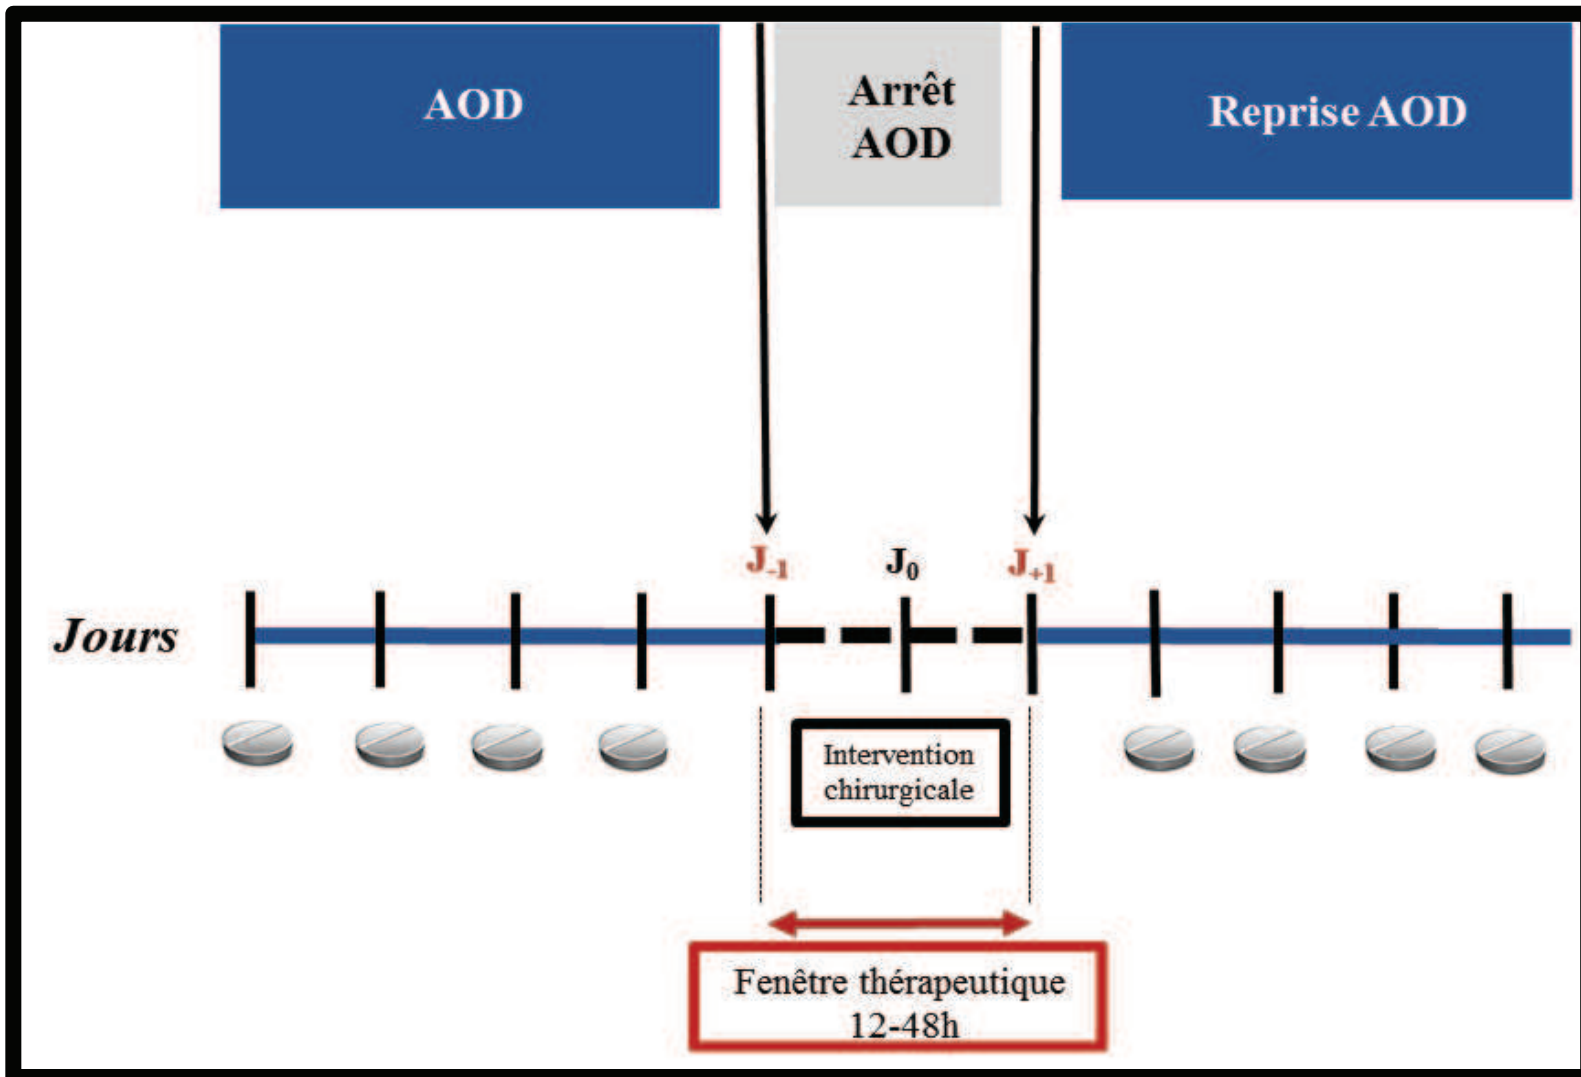 AOD
Arrêt
AOD
Reprise AOD
J-1
J0
J+1
Jours
Intervention
chirurgicale
Fenêtre thérapeutique
12-48h